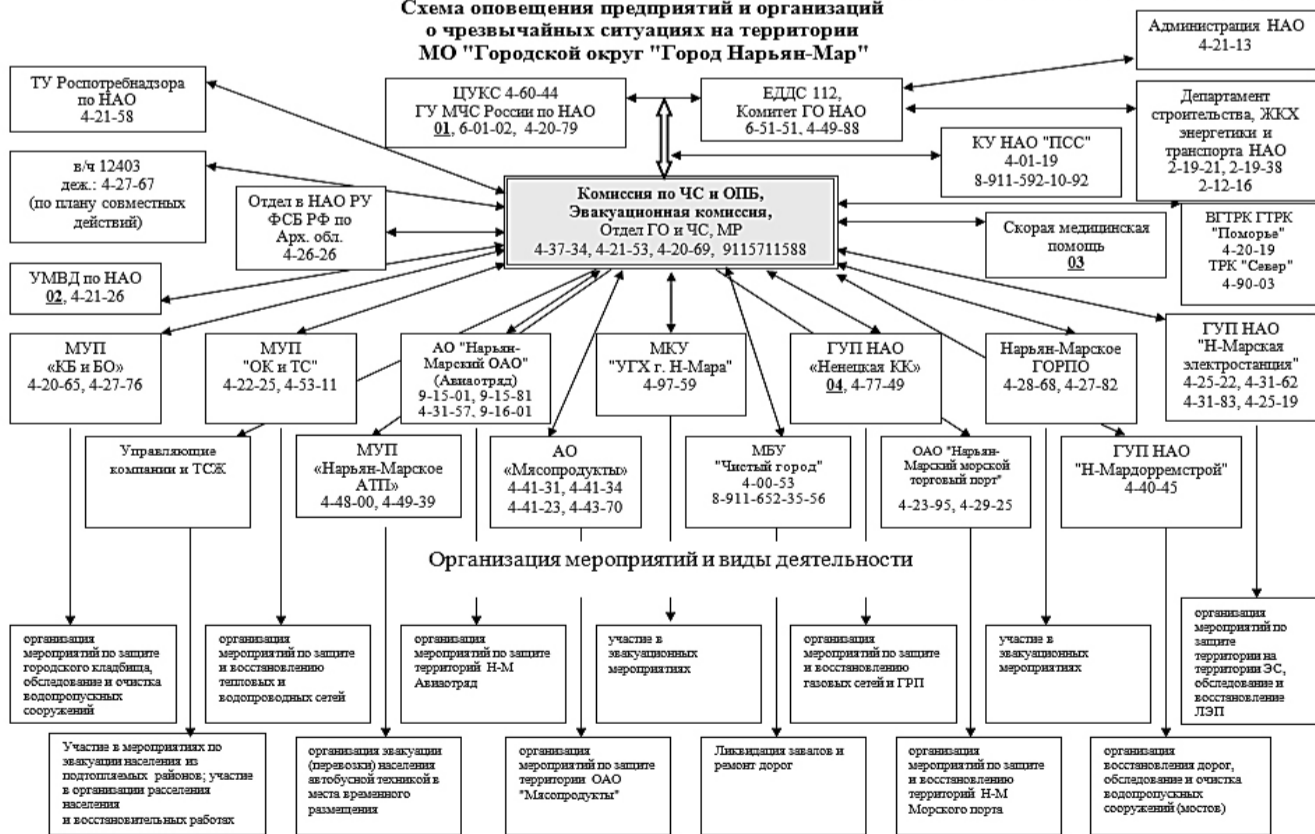 Схема оповещения предприятий и организаций
о чрезвычайных ситуациях на территории
МО "Городской округ "Город Нарьян-Мар"
Администрация НАО
4-21-13
ТУ Роспотребнадзора
по НАО
4-21-58
ЦУКС 4-60-44
ГУ МЧС России по НАО
01, 6-01-02, 4-20-79
ЕДДС 112,
Комитет ГО НАО
6-51-51, 4-49-88
Департамент
строительства, ЖКХ
энергетики и
транспорта НАО
2-19-21, 2-19-38
2-12-16
КУ НАО "ПСС"
4-01-19
8-911-592-10-92
в/ч 12403
деж.: 4-27-67
(по плану совместных
действий)
Отдел в НАО РУ
ФСБ РФ по
Арх. обл.
4-26-26
Комиссия по ЧС и ОПБ,
Эвакуационная комиссия,
Отдел ГО и ЧС, МР
4-37-34, 4-21-53, 4-20-69, 9115711588
Скорая медицинская
помощь
03
ВГТРК ГТРК
"Поморье"
4-20-19
ТРК "Север"
4-90-03
УМВД по НАО
02, 4-21-26
МУП
«КБ и БО»
4-20-65, 4-27-76
МУП
"ОК и ТС"
4-22-25, 4-53-11
АО "Нарьян-
Марский ОАО"
(Авиаотряд)
9-15-01, 9-15-81
4-31-57, 9-16-01
МКУ
"УГХ г. Н-Мара"
4-97-59
ГУП НАО
«Ненецкая КК»
04, 4-77-49
Нарьян-Марское
ГОРПО
4-28-68, 4-27-82
ГУП НАО
"Н-Марская
электростанция"
4-25-22, 4-31-62
4-31-83, 4-25-19
Управляющие
компании и ТСЖ
МУП
«Нарьян-Марское
АТП»
4-48-00, 4-49-39
АО
«Мясопродукты»
4-41-31, 4-41-34
4-41-23, 4-43-70
МБУ
"Чистый город"
4-00-53
8-911-652-35-56
ОАО "Нарьян-
Марский морской
торговый порт"
4-23-95, 4-29-25
ГУП НАО
"Н-Мардорремстрой"
4-40-45
Организация мероприятий и виды деятельности
организация
мероприятий по защите
городского кладбища,
обследование и очистка
водопропускных
сооружений
организация
мероприятий по защите
и восстановлению
тепловых и
водопроводных сетей
организация
мероприятий по защите
территорий Н-М
Авиаотряд
участие в
эвакуационных
мероприятиях
организация
мероприятий по защите
и восстановлению
газовых сетей и ГРП
участие в
эвакуационных
мероприятиях
организация
мероприятий по
защите
территории на
территории ЭС,
обследование и
восстановление
ЛЭП
Участие в мероприятиях по
эвакуации населения из
подтопляемых районов; участие
в организации расселения
населения
и восстановительных работах
организация эвакуации
(перевозки) населения
автобусной техникой в
места временного
размещения
организация
мероприятий по защите
территории ОАО
"Мясопродукты"
Ликвидация завалов и
ремонт дорог
организация
мероприятий по защите
и восстановлению
территорий Н-М
Морского порта
организация
восстановления дорог,
обследование и очистка
водопропускных
сооружений (мостов)